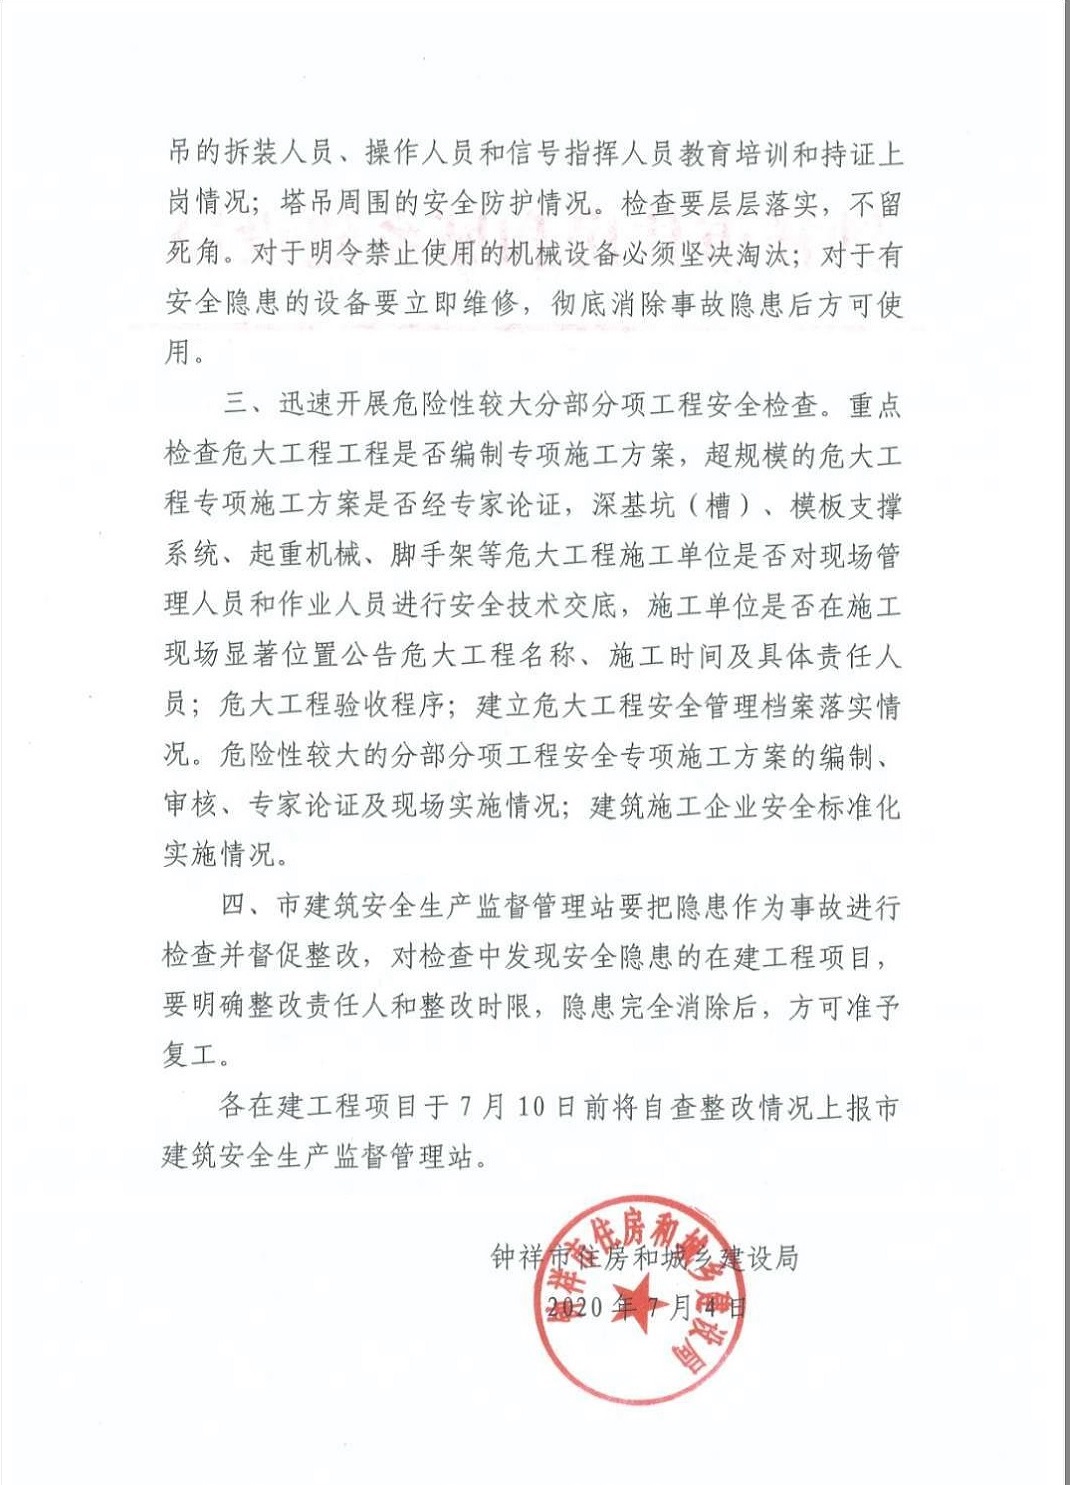 吊的拆装人员、操作人员和信号指挥人员教育培训和持证上
岗情况；塔吊周围的安全防护情况。检查要层层落实，不留
死角。对于明令禁止使用的机械设备必须坚决淘汰；对于有
安全隐患的设备要立即维修，彻底消除事故隐患后方可使
用。
三、迅速开展危险性较大分部分项工程安全检查。重点
检查危大工程工程是否编制专项施工方案，超规模的危大工
程专项施工方案是否经专家论证，深基坑（槽）、模板支撑
系统、起重机械、脚手架等危大工程施工单位是否对现场管
理人员和作业人员进行安全技术交底，施工单位是否在施工
现场显著位置公告危大工程名称、施工时间及具体责任人
员；危大工程验收程序；建立危大工程安全管理档案落实情
况。危险性较大的分部分项工程安全专项施工方案的编制、
审核、专家论证及现场实施情况；建筑施工企业安全标准化
实施情况。
四、市建筑安全生产监督管理站要把隐患作为事故进行
检查并督促整改，对检查中发现安全隐患的在建工程项目，
要明确整改责任人和整改时限，隐患完全消除后，方可准予
复工。
各在建工程项目于 7 月 10 日前将自查整改情况上报市
建筑安全生产监督管理站。
钟祥市住房和城乡建设局
2020 年 7 月 4 日
钟祥市住房和城乡建设局